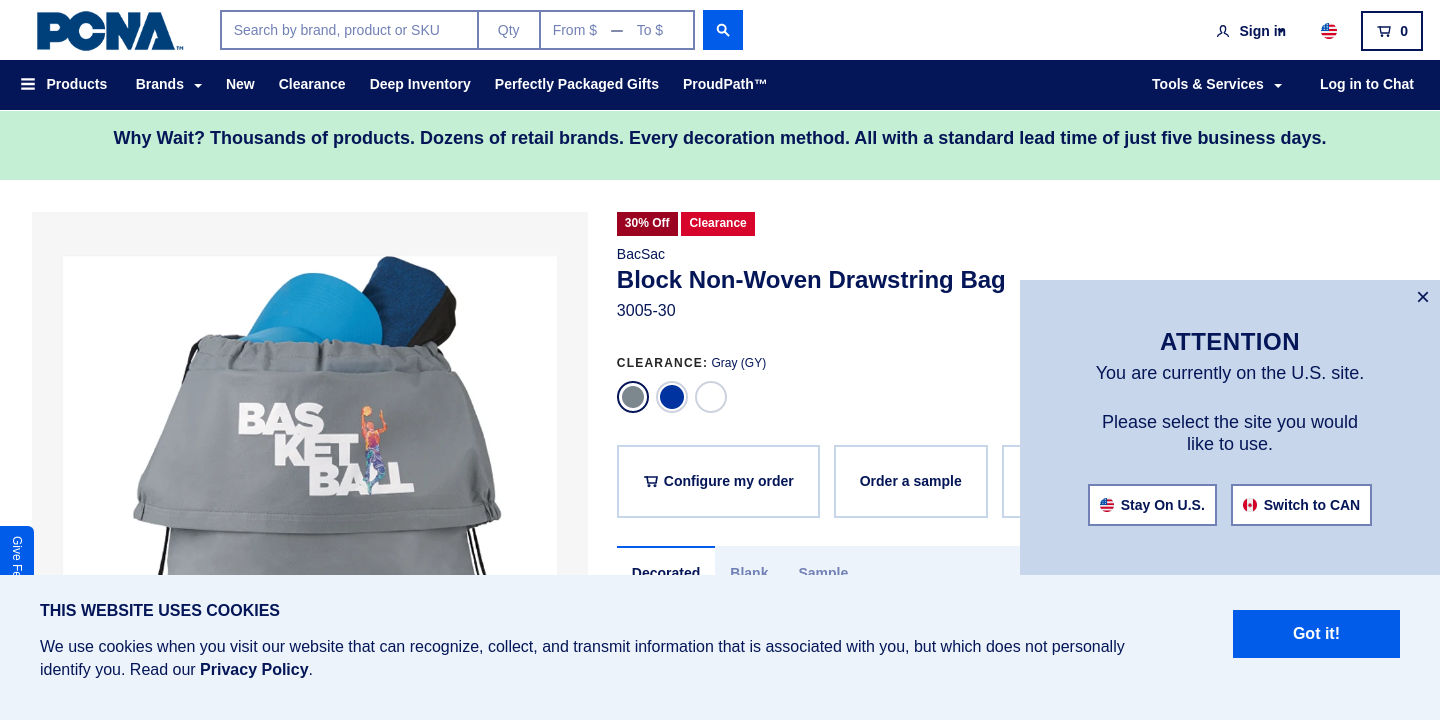 PCNA™
Search by brand, product or SKU
Qty
From $ — To $
Sign in
0
Products
Brands
New
Clearance
Deep Inventory
Perfectly Packaged Gifts
ProudPath™
Tools & Services
Log in to Chat
Why Wait? Thousands of products. Dozens of retail brands. Every decoration method. All with a standard lead time of just five business days.
30% Off
Clearance
BacSac
Block Non-Woven Drawstring Bag
3005-30
CLEARANCE: Gray (GY)
BAS
KET
BALL
Configure my order
Order a sample
Decorated
Blank
Sample
×
ATTENTION
You are currently on the U.S. site.
Please select the site you would
like to use.
Stay On U.S.
Switch to CAN
Give
THIS WEBSITE USES COOKIES
We use cookies when you visit our website that can recognize, collect, and transmit information that is associated with you, but which does not personally
identify you. Read our Privacy Policy.
Got it!